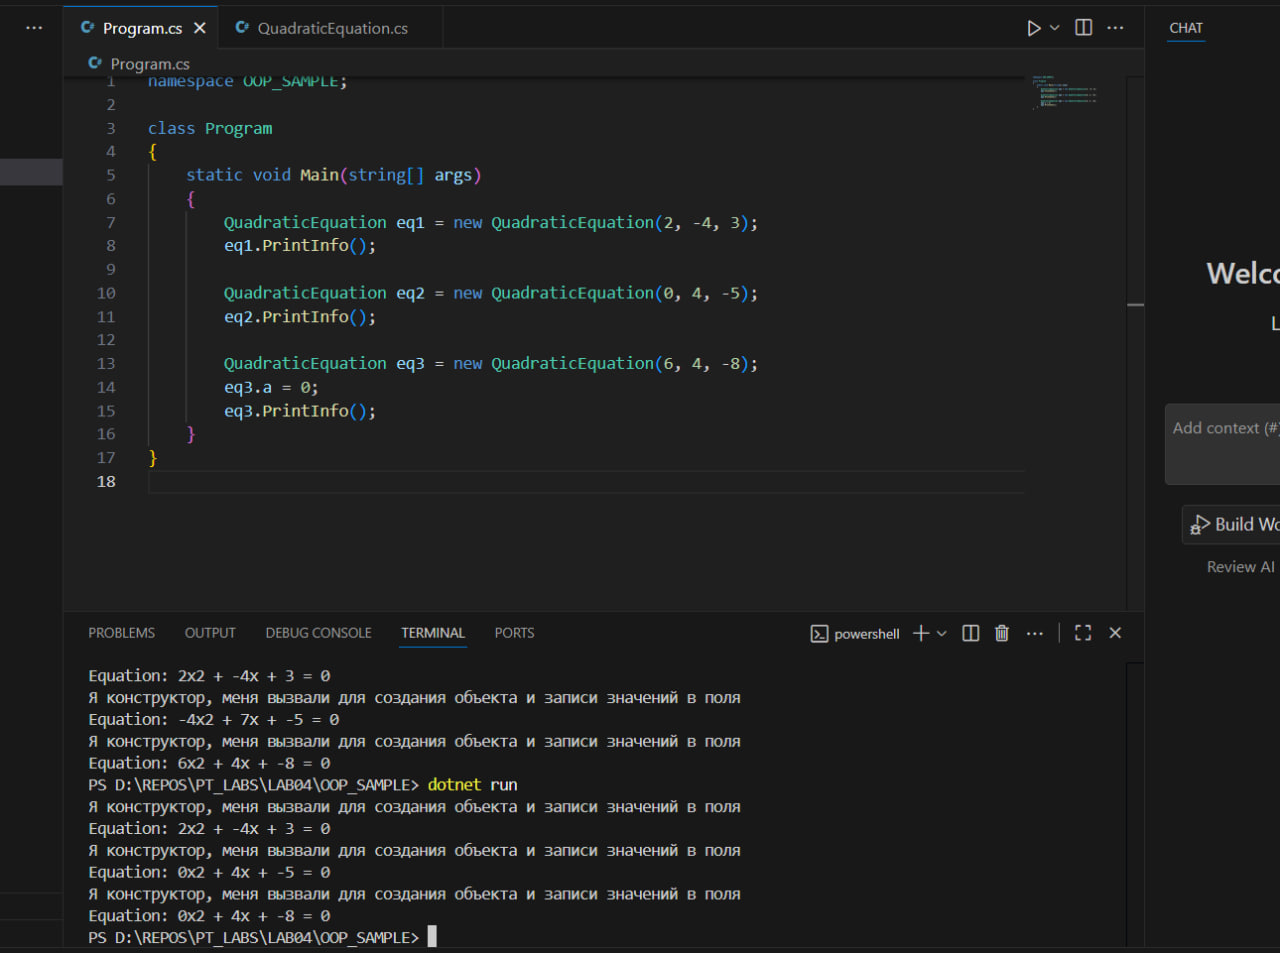 Program.cs
QuadraticEquation.cs
CHAT
Program.cs
1 namespace OOP_SAMPLE;
2
3 class Program
4 {
5 static void Main(string[] args)
6 {
7 QuadraticEquation eq1 = new QuadraticEquation(2, -4, 3);
8 eq1.PrintInfo();
9
10 QuadraticEquation eq2 = new QuadraticEquation(0, 4, -5);
11 eq2.PrintInfo();
12
13 QuadraticEquation eq3 = new QuadraticEquation(6, 4, -8);
14 eq3.a = 0;
15 eq3.PrintInfo();
16 }
17 }
18
Welco
L
Add context (#)
Build Wo
Review AI
PROBLEMS OUTPUT DEBUG CONSOLE TERMINAL PORTS
powershell
Equation: 2x2 + -4x + 3 = 0
Я конструктор, меня вызвали для создания объекта и записи значений в поля
Equation: -4x2 + 7x + -5 = 0
Я конструктор, меня вызвали для создания объекта и записи значений в поля
Equation: 6x2 + 4x + -8 = 0
PS D:\REPOS\PT_LABS\LAB04\OOP_SAMPLE> dotnet run
Я конструктор, меня вызвали для создания объекта и записи значений в поля
Equation: 2x2 + -4x + 3 = 0
Я конструктор, меня вызвали для создания объекта и записи значений в поля
Equation: 0x2 + 4x + -5 = 0
Я конструктор, меня вызвали для создания объекта и записи значений в поля
Equation: 0x2 + 4x + -8 = 0
PS D:\REPOS\PT_LABS\LAB04\OOP_SAMPLE>